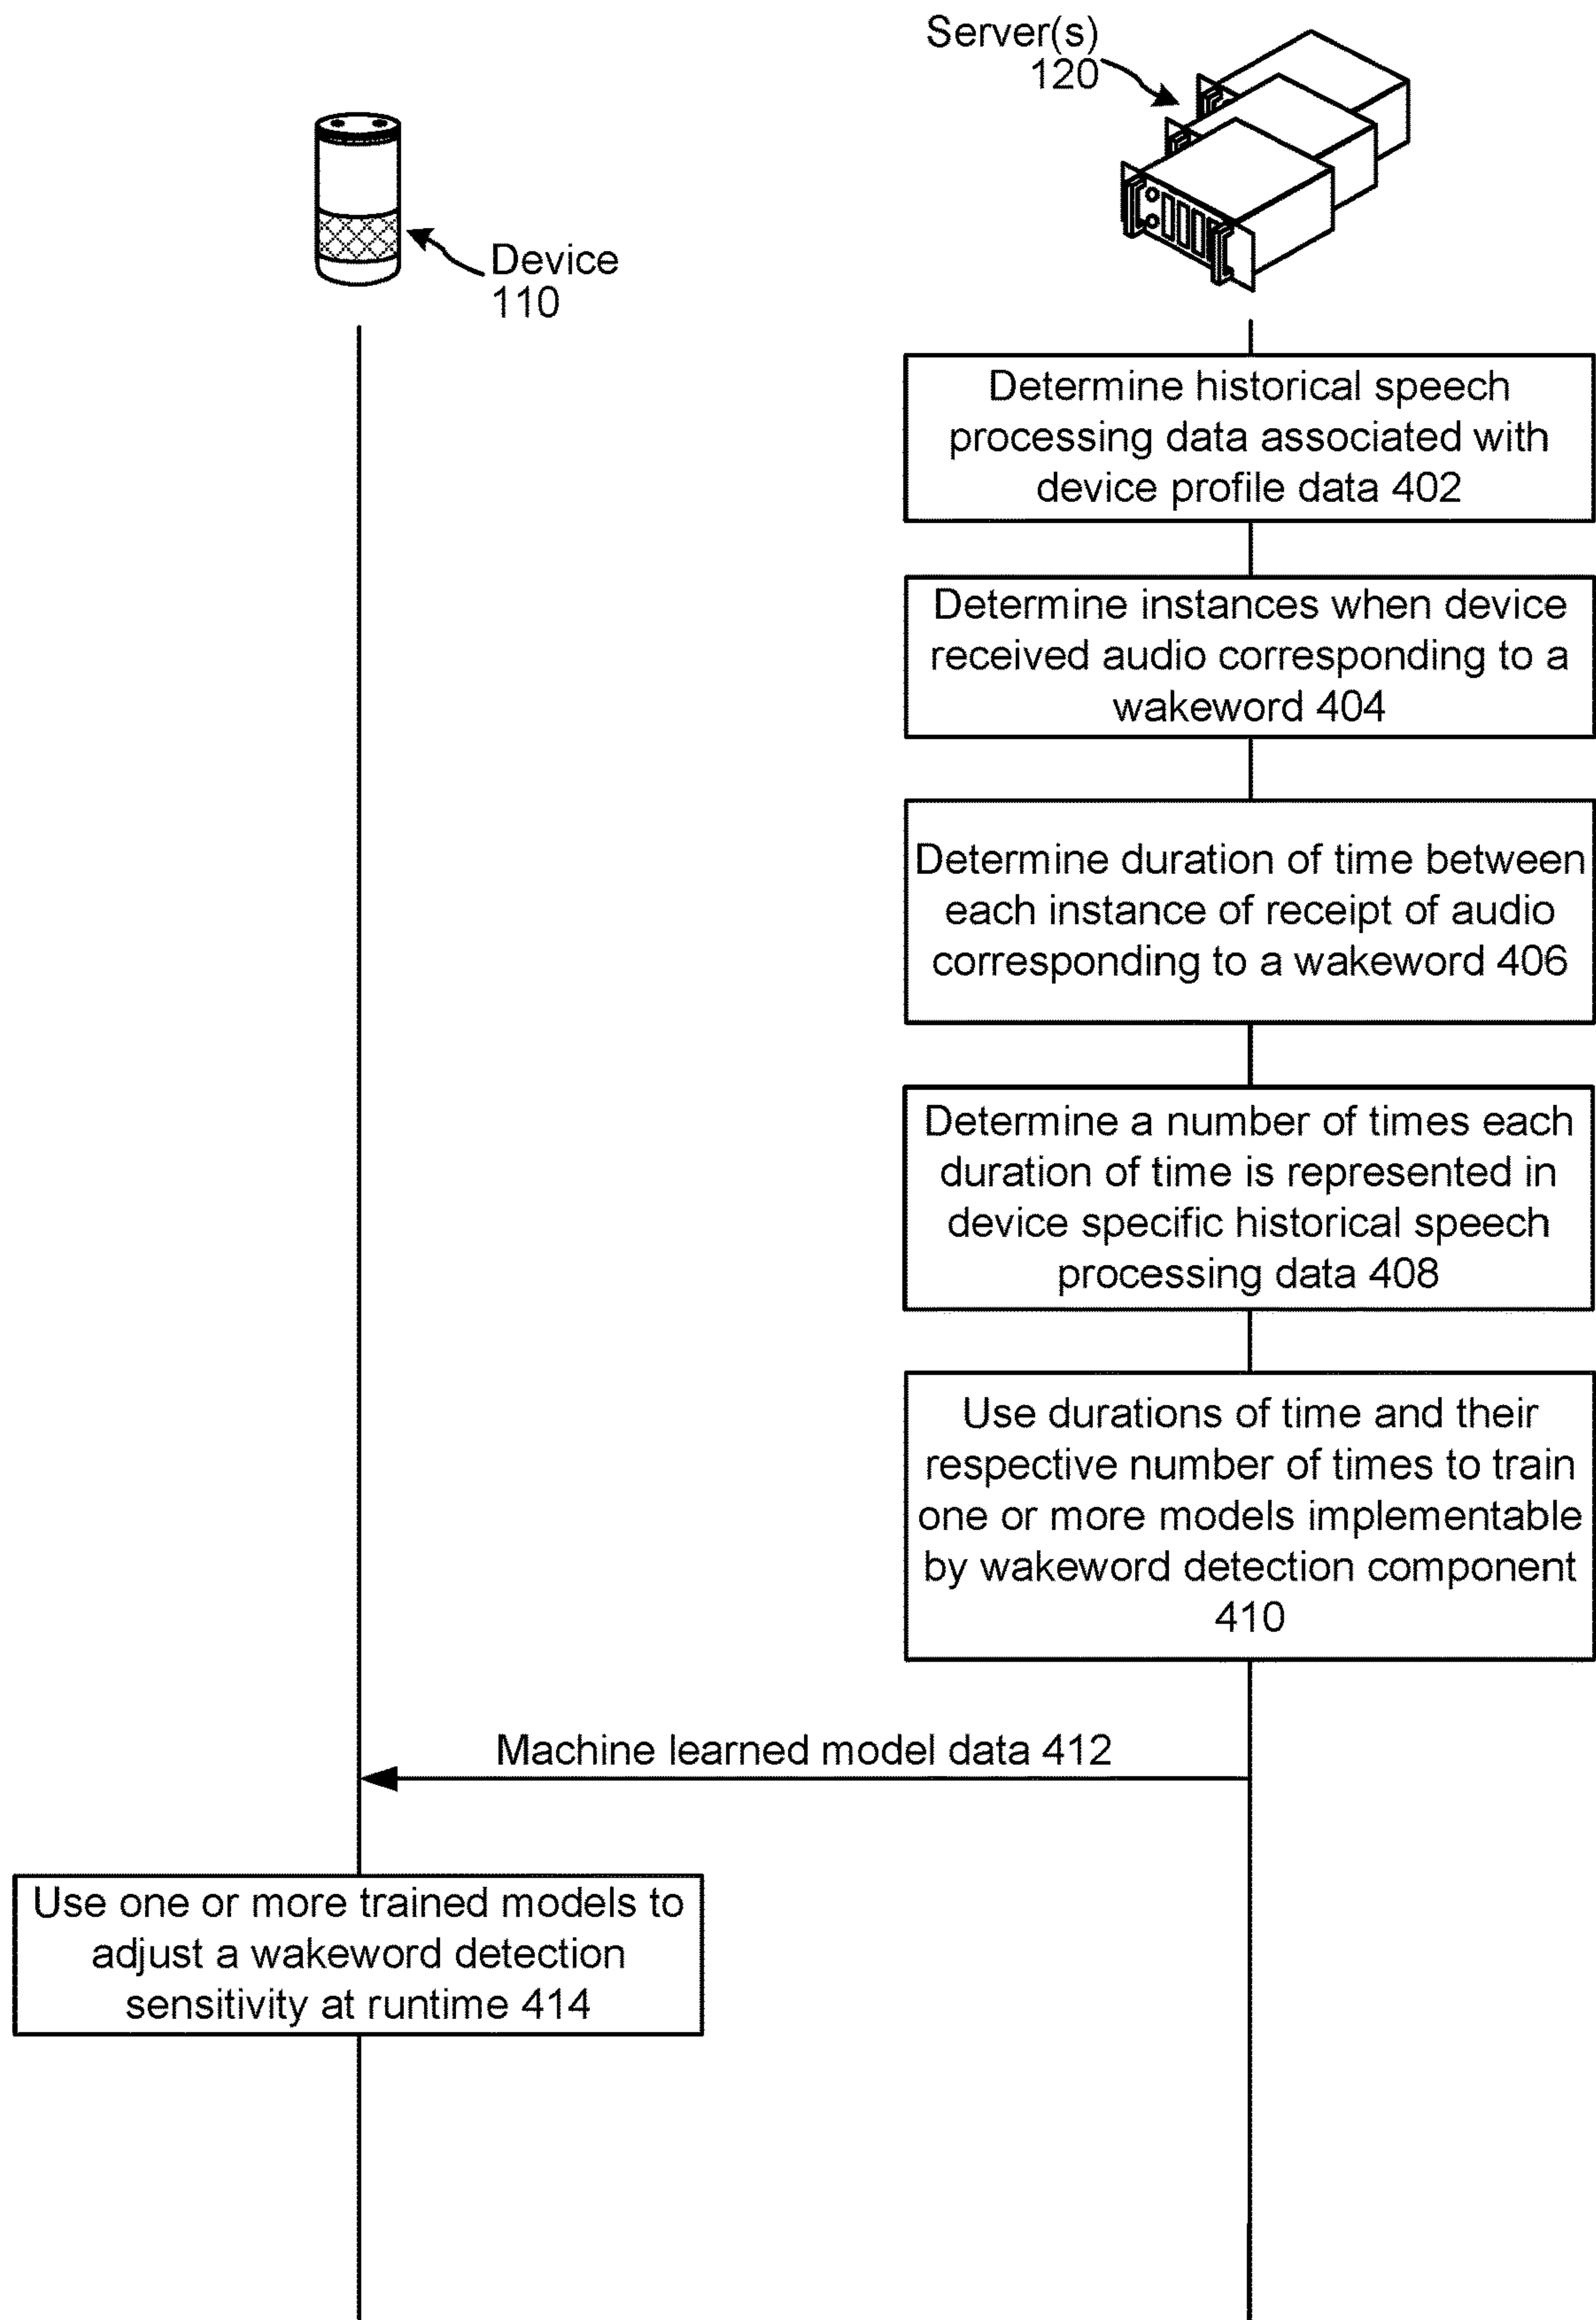 Server(s)
120
Device
110
Determine historical speech
processing data associated with
device profile data 402
Determine instances when device
received audio corresponding to a
wakeword 404
Determine duration of time between
each instance of receipt of audio
corresponding to a wakeword 406
Determine a number of times each
duration of time is represented in
device specific historical speech
processing data 408
Use durations of time and their
respective number of times to train
one or more models implementable
by wakeword detection component
410
Machine learned model data 412
Use one or more trained models to
adjust a wakeword detection
sensitivity at runtime 414